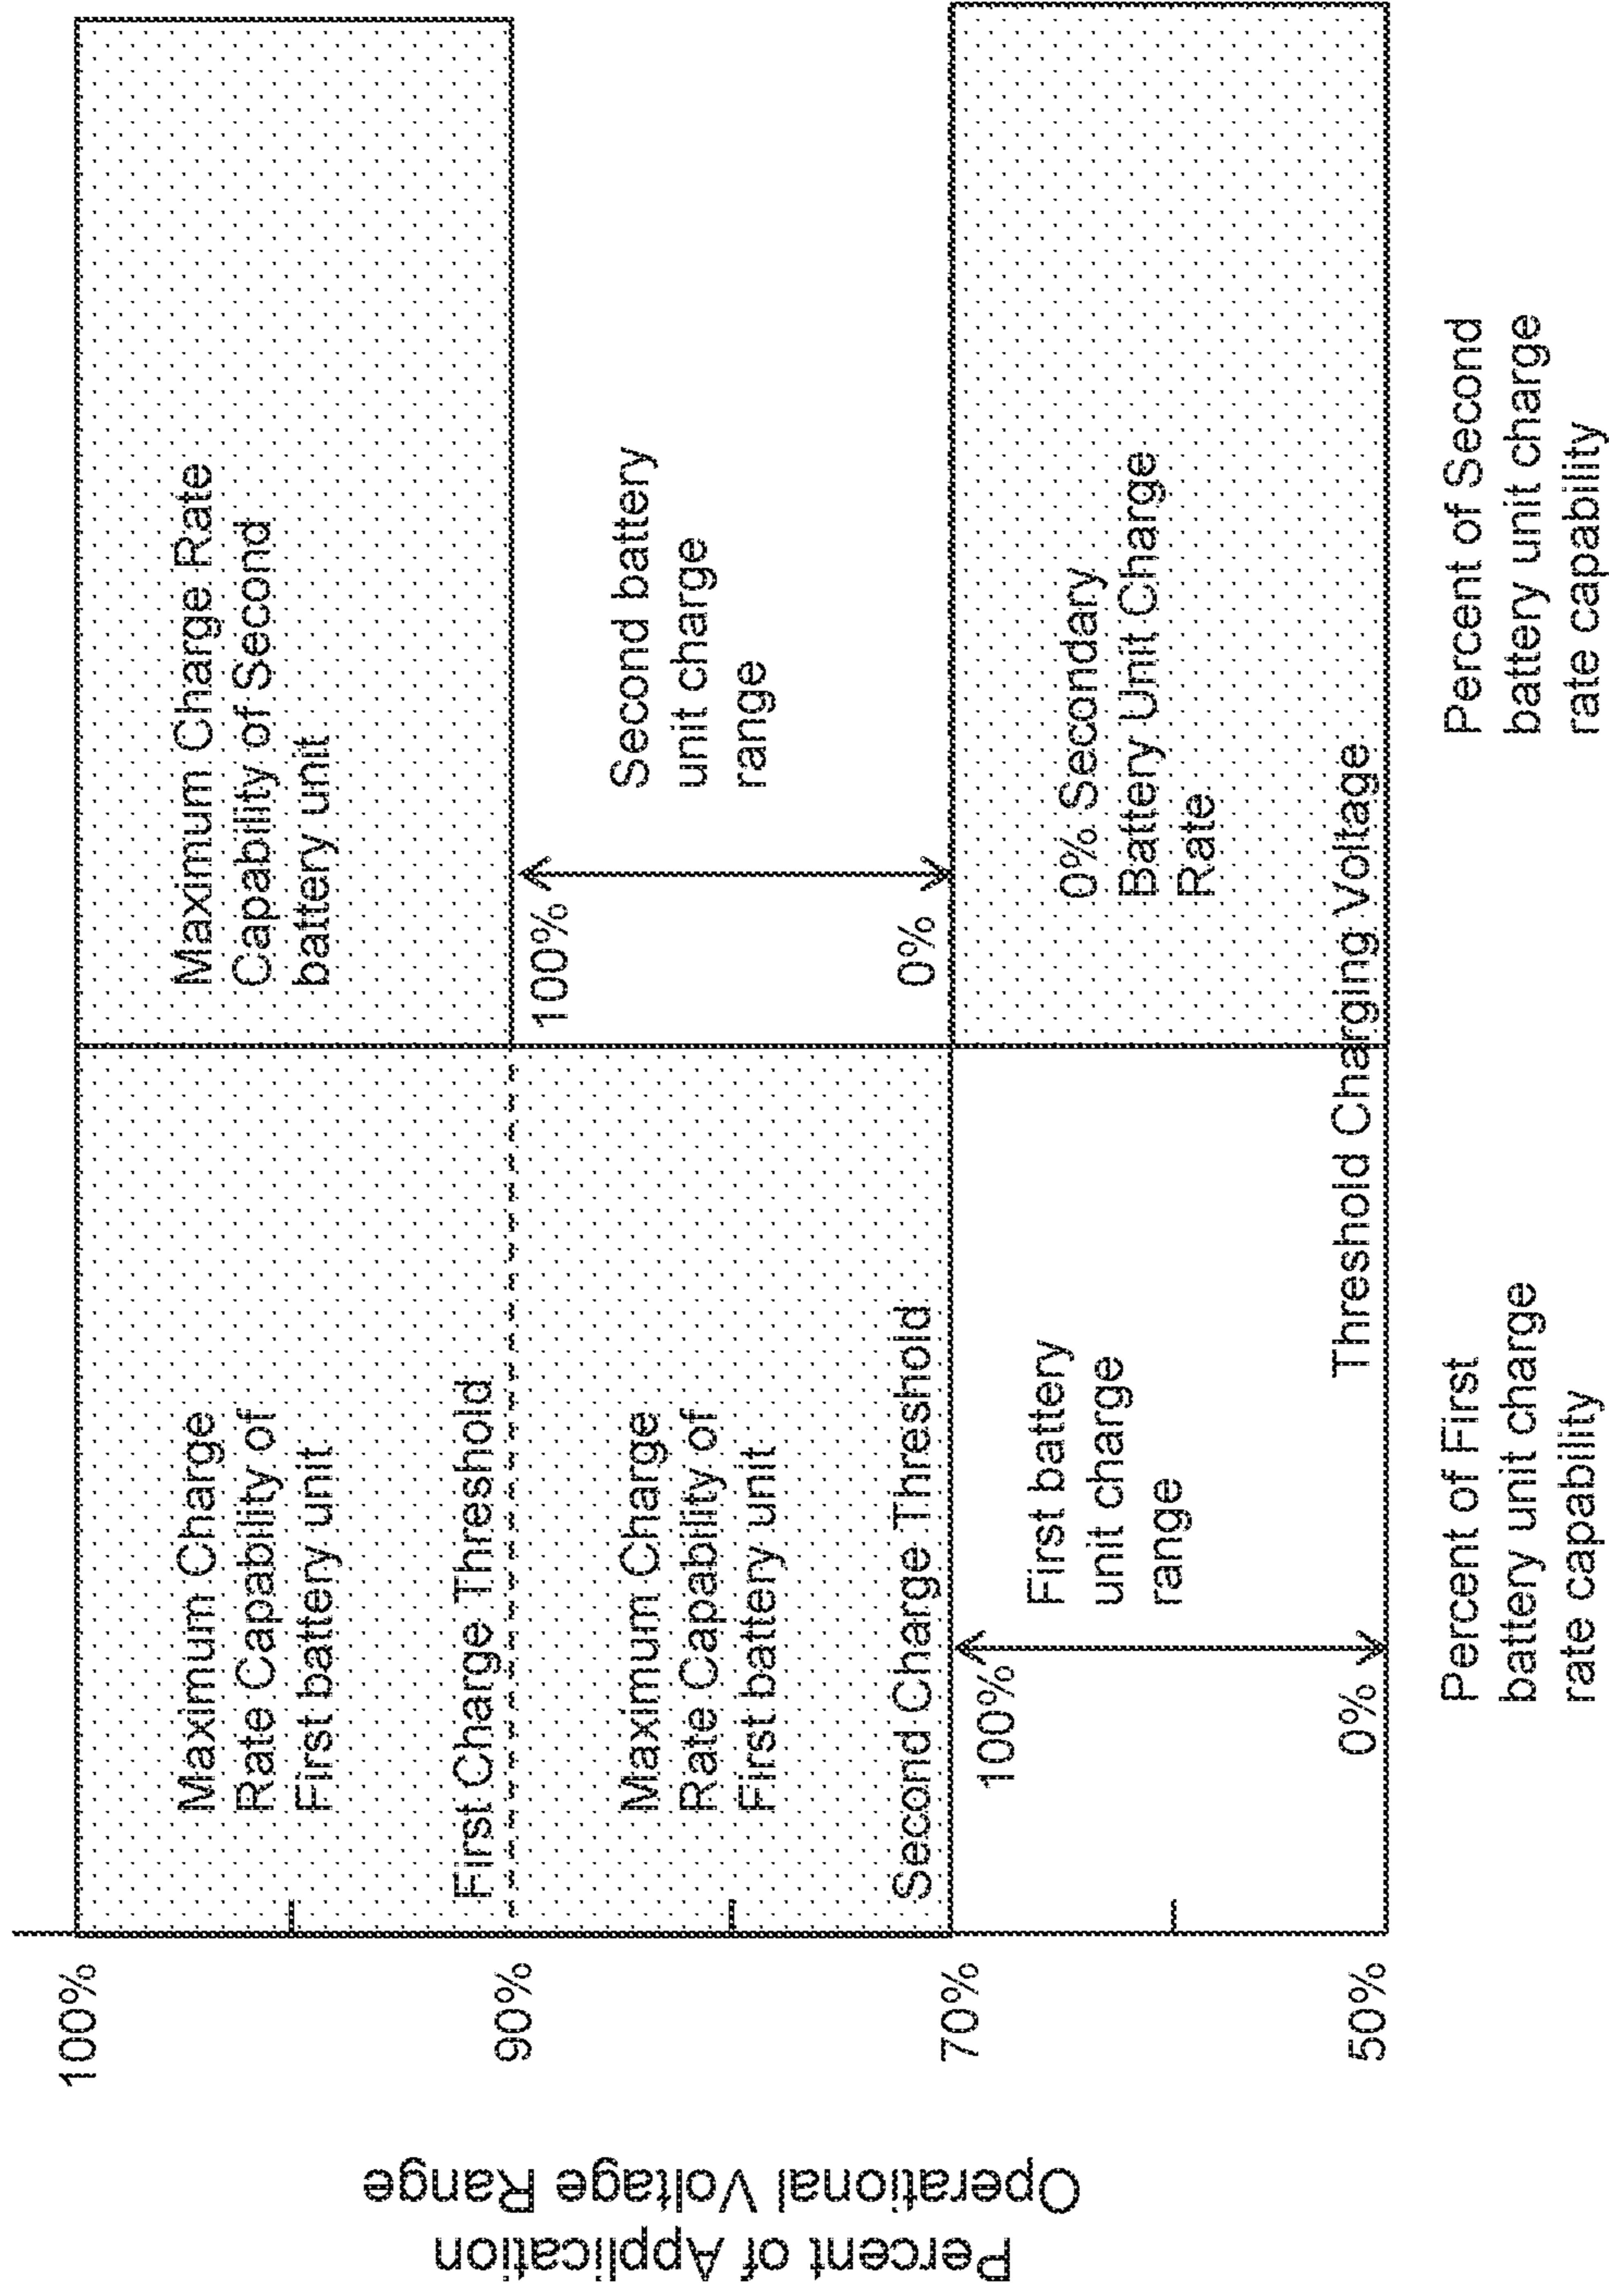 Percent of Application
Operational Voltage Range
100%
90%
70%
50%
Maximum Charge
Rate Capability of
First battery unit
First Charge Threshold
Maximum Charge
Rate Capability of
First battery unit
Second Charge Threshold
100%
First battery
unit charge
range
0%
Threshold Charging Voltage
Maximum Charge Rate
Capability of Second
battery unit
100%
Second battery
unit charge
range
0%
0% Secondary
Battery Unit Charge
Rate
Percent of First
battery unit charge
rate capability
Percent of Second
battery unit charge
rate capability